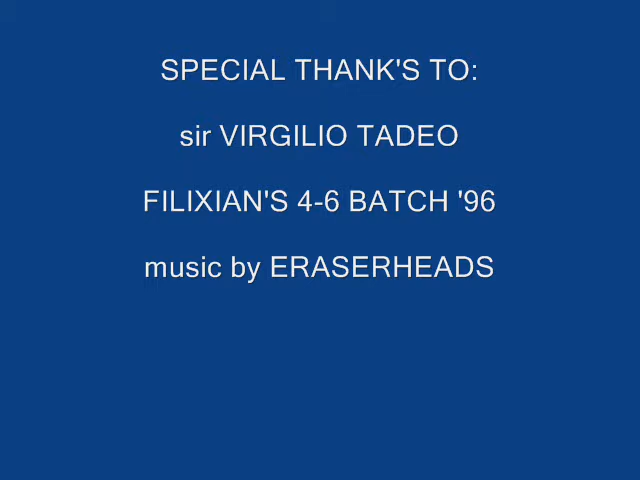 SPECIAL THANK'S TO:
sir VIRGILIO TADEO
FILIXIAN'S 4-6 BATCH '96
music by ERASERHEADS